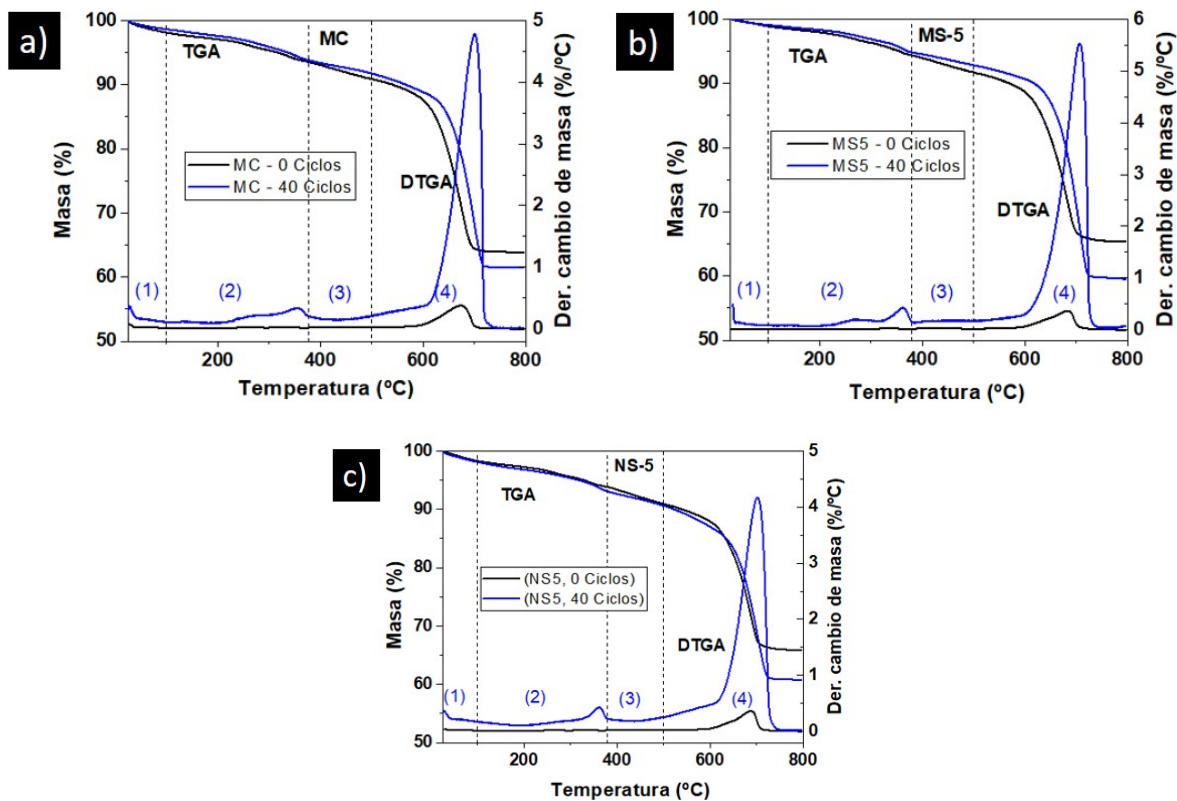 a)
MC
TGA
DTGA
MC - 0 Ciclos
MC - 40 Ciclos
(1)
(2)
(3)
(4)
Masa (%)
100
90
80
70
60
50
Der. cambio de masa (%/ºC)
5
4
3
2
1
0
200
400
600
800
Temperatura (ºC)
b)
MS-5
TGA
DTGA
MS5 - 0 Ciclos
MS5 - 40 Ciclos
(1)
(2)
(3)
(4)
Masa (%)
100
90
80
70
60
50
Der. cambio de masa (%/ºC)
6
5
4
3
2
1
0
200
400
600
800
Temperatura (ºC)
c)
NS-5
TGA
DTGA
(NS5, 0 Ciclos)
(NS5, 40 Ciclos)
(1)
(2)
(3)
(4)
Masa (%)
100
90
80
70
60
50
Der. cambio de masa (%/ºC)
5
4
3
2
1
0
200
400
600
800
Temperatura (ºC)